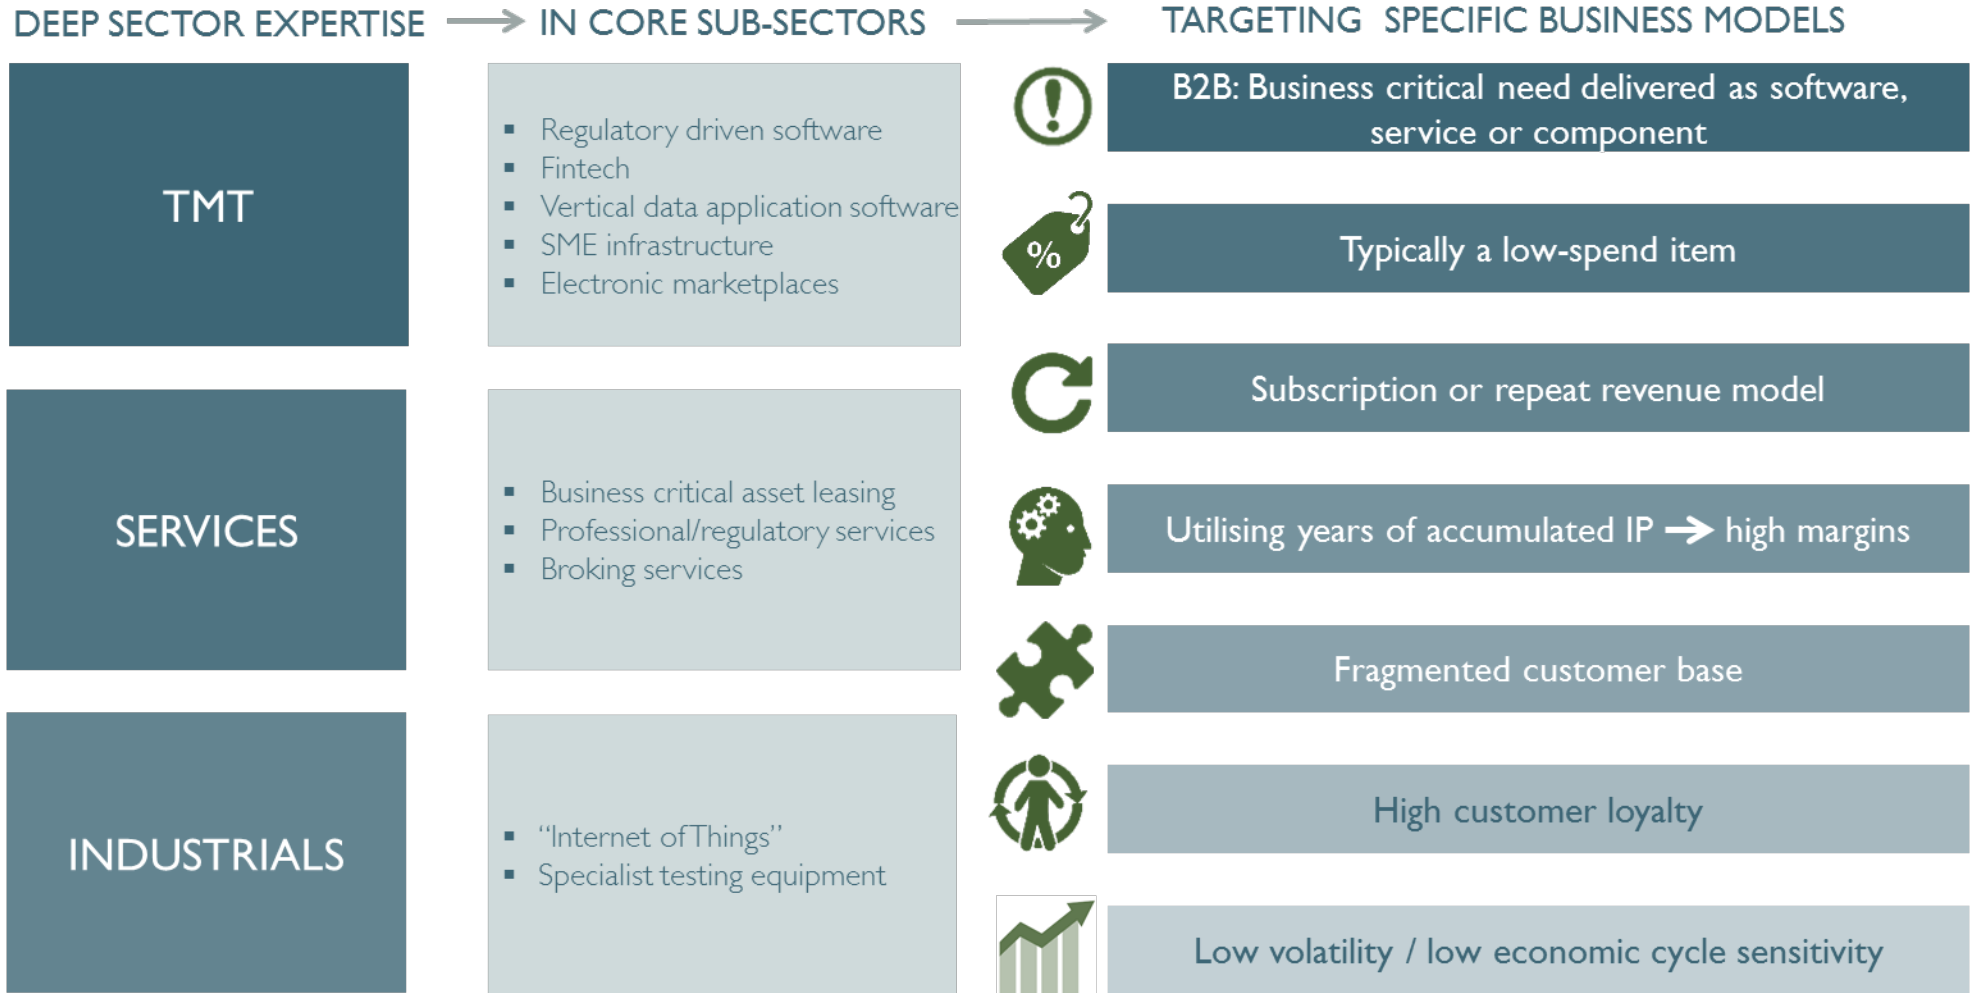 DEEP SECTOR EXPERTISE
IN CORE SUB-SECTORS
TARGETING SPECIFIC BUSINESS MODELS
TMT
▪ Regulatory driven software
▪ Fintech
▪ Vertical data application software
▪ SME infrastructure
▪ Electronic marketplaces
SERVICES
▪ Business critical asset leasing
▪ Professional/regulatory services
▪ Broking services
INDUSTRIALS
▪ “Internet of Things”
▪ Specialist testing equipment
B2B: Business critical need delivered as software,
service or component
%
Typically a low-spend item
Subscription or repeat revenue model
Utilising years of accumulated IP → high margins
Fragmented customer base
High customer loyalty
Low volatility / low economic cycle sensitivity